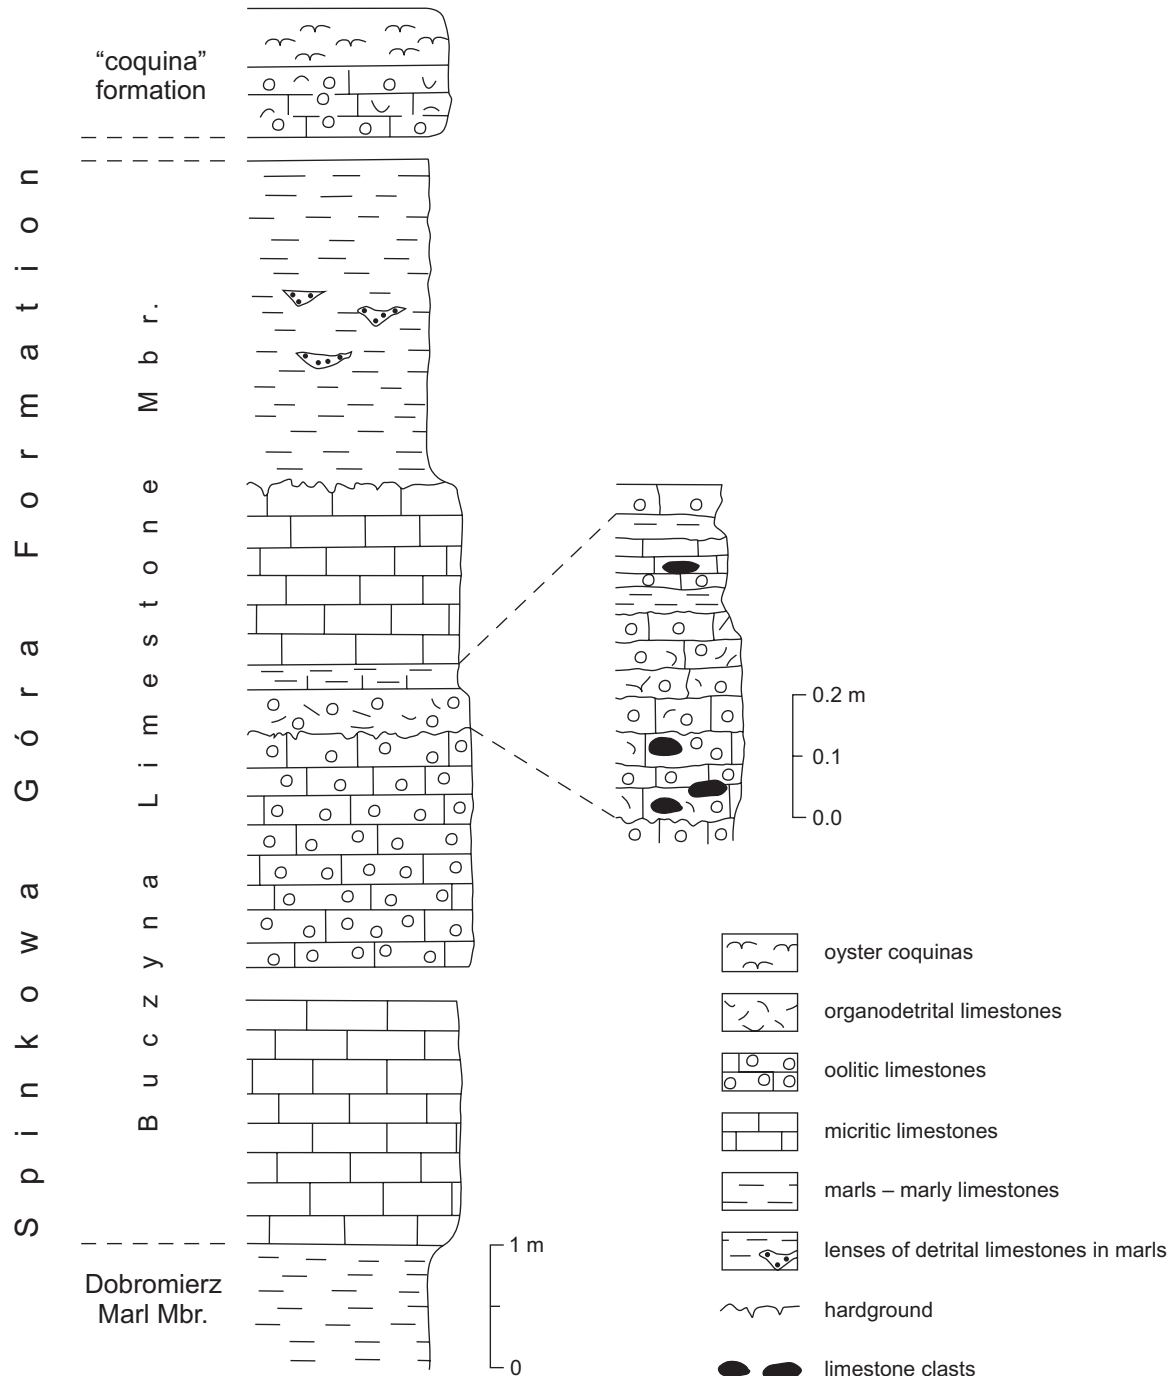 “coquina”
formation
Spinkowa Góra Formation
Buczyna Limestone Mbr.
Dobromierz
Marl Mbr.
1 m
0
0.2 m
0.1
0.0
oyster coquinas
organodetrital limestones
oolitic limestones
micritic limestones
marls – marly limestones
lenses of detrital limestones in marls
hardground
limestone clasts